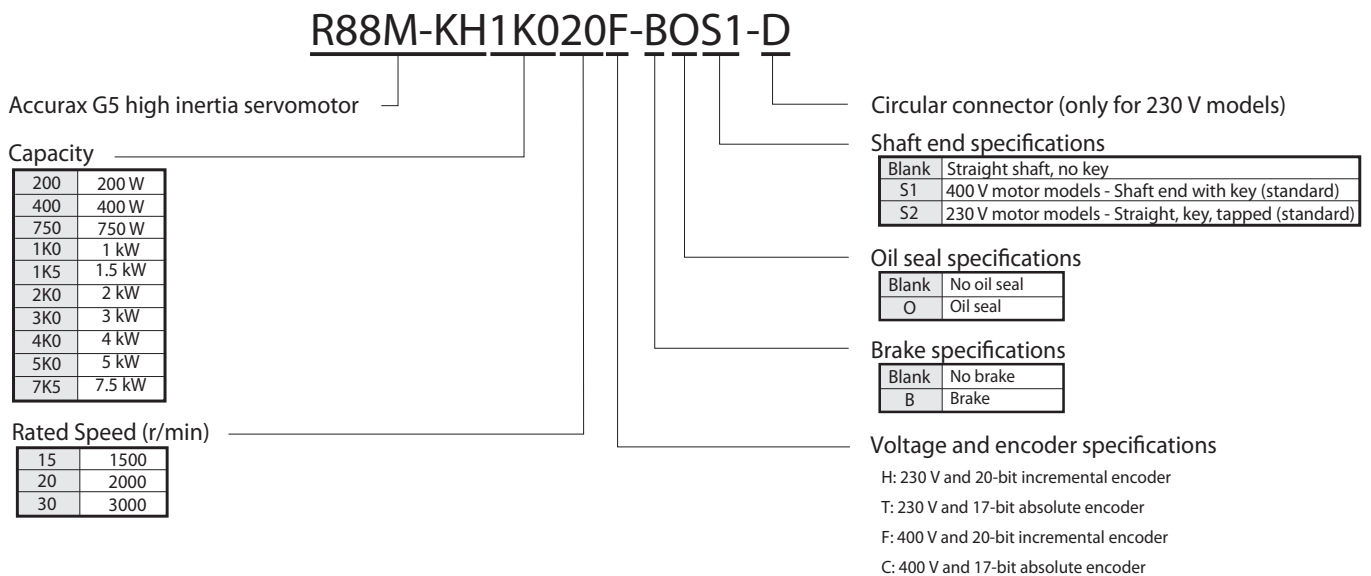 R88M-KH1K020F-BOS1-D
Accurax G5 high inertia servomotor
Capacity
200 200 W
400 400 W
750 750 W
1K0 1 kW
1K5 1.5 kW
2K0 2 kW
3K0 3 kW
4K0 4 kW
5K0 5 kW
7K5 7.5 kW
Rated Speed (r/min)
15 1500
20 2000
30 3000
Circular connector (only for 230 V models)
Shaft end specifications
Blank Straight shaft, no key
S1 400 V motor models - Shaft end with key (standard)
S2 230 V motor models - Straight, key, tapped (standard)
Oil seal specifications
Blank No oil seal
O Oil seal
Brake specifications
Blank No brake
B Brake
Voltage and encoder specifications
H: 230 V and 20-bit incremental encoder
T: 230 V and 17-bit absolute encoder
F: 400 V and 20-bit incremental encoder
C: 400 V and 17-bit absolute encoder